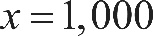 x = 1,000